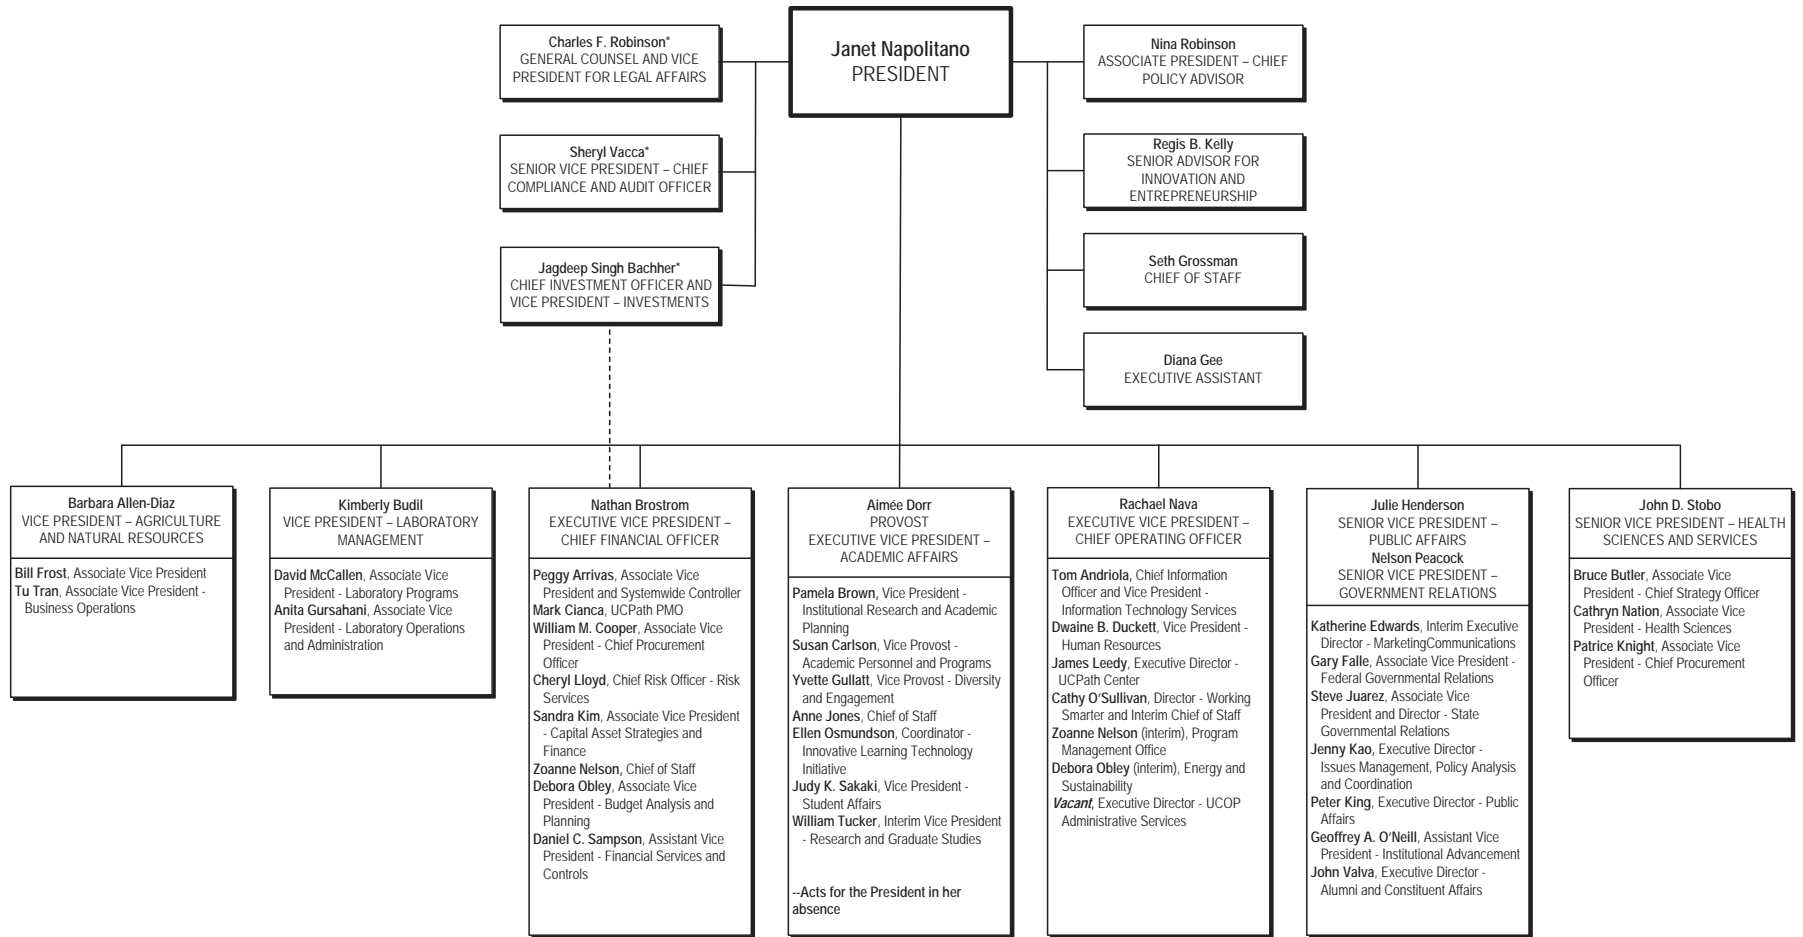 Janet Napolitano
PRESIDENT
Charles F. Robinson*
GENERAL COUNSEL AND VICE
PRESIDENT FOR LEGAL AFFAIRS
Sheryl Vacca*
SENIOR VICE PRESIDENT – CHIEF
COMPLIANCE AND AUDIT OFFICER
Jagdeep Singh Bachher*
CHIEF INVESTMENT OFFICER AND
VICE PRESIDENT – INVESTMENTS
Nina Robinson
ASSOCIATE PRESIDENT – CHIEF
POLICY ADVISOR
Regis B. Kelly
SENIOR ADVISOR FOR
INNOVATION AND
ENTREPRENEURSHIP
Seth Grossman
CHIEF OF STAFF
Diana Gee
EXECUTIVE ASSISTANT
Barbara Allen-Diaz
VICE PRESIDENT – AGRICULTURE
AND NATURAL RESOURCES
Bill Frost, Associate Vice President
Tu Tran, Associate Vice President -
Business Operations
Kimberly Budil
VICE PRESIDENT – LABORATORY
MANAGEMENT
David McCallen, Associate Vice
President - Laboratory Programs
Anita Gursahani, Associate Vice
President - Laboratory Operations
and Administration
Nathan Brostrom
EXECUTIVE VICE PRESIDENT –
CHIEF FINANCIAL OFFICER
Peggy Arrivas, Associate Vice
President and Systemwide Controller
Mark Cianca, UCPath PMO
William M. Cooper, Associate Vice
President - Chief Procurement
Officer
Cheryl Lloyd, Chief Risk Officer - Risk
Services
Sandra Kim, Associate Vice President
- Capital Asset Strategies and
Finance
Zoanne Nelson, Chief of Staff
Debora Obley, Associate Vice
President - Budget Analysis and
Planning
Daniel C. Sampson, Assistant Vice
President - Financial Services and
Controls
Aimée Dorr
PROVOST
EXECUTIVE VICE PRESIDENT –
ACADEMIC AFFAIRS
Pamela Brown, Vice President -
Institutional Research and Academic
Planning
Susan Carlson, Vice Provost -
Academic Personnel and Programs
Yvette Gullatt, Vice Provost - Diversity
and Engagement
Anne Jones, Chief of Staff
Ellen Osmundson, Coordinator -
Innovative Learning Technology
Initiative
Judy K. Sakaki, Vice President -
Student Affairs
William Tucker, Interim Vice President
- Research and Graduate Studies
--Acts for the President in her
absence
Rachael Nava
EXECUTIVE VICE PRESIDENT –
CHIEF OPERATING OFFICER
Tom Andriola, Chief Information
Officer and Vice President -
Information Technology Services
Dwaine B. Duckett, Vice President -
Human Resources
James Leedy, Executive Director -
UCPath Center
Cathy O’Sullivan, Director - Working
Smarter and Interim Chief of Staff
Zoanne Nelson (interim), Program
Management Office
Debora Obley (interim), Energy and
Sustainability
Vacant, Executive Director - UCOP
Administrative Services
Julie Henderson
SENIOR VICE PRESIDENT –
PUBLIC AFFAIRS
Nelson Peacock
SENIOR VICE PRESIDENT –
GOVERNMENT RELATIONS
Katherine Edwards, Interim Executive
Director - MarketingCommunications
Gary Falle, Associate Vice President -
Federal Governmental Relations
Steve Juarez, Associate Vice
President and Director - State
Governmental Relations
Jenny Kao, Executive Director -
Issues Management, Policy Analysis
and Coordination
Peter King, Executive Director - Public
Affairs
Geoffrey A. O’Neill, Assistant Vice
President - Institutional Advancement
John Valva, Executive Director -
Alumni and Constituent Affairs
John D. Stobo
SENIOR VICE PRESIDENT – HEALTH
SCIENCES AND SERVICES
Bruce Butler, Associate Vice
President - Chief Strategy Officer
Cathryn Nation, Associate Vice
President - Health Sciences
Patrice Knight, Associate Vice
President - Chief Procurement
Officer